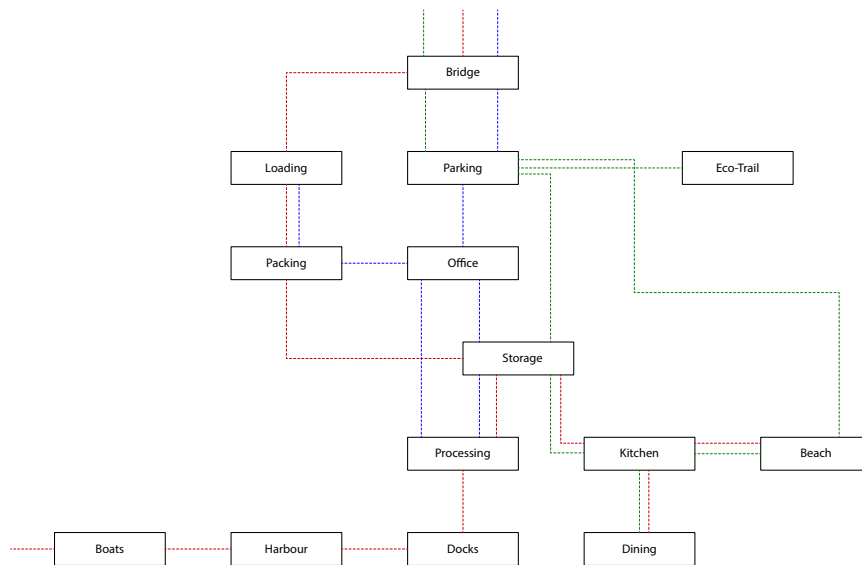 Bridge
Loading
Parking
Eco-Trail
Packing
Office
Storage
Processing
Kitchen
Beach
Boats
Harbour
Docks
Dining